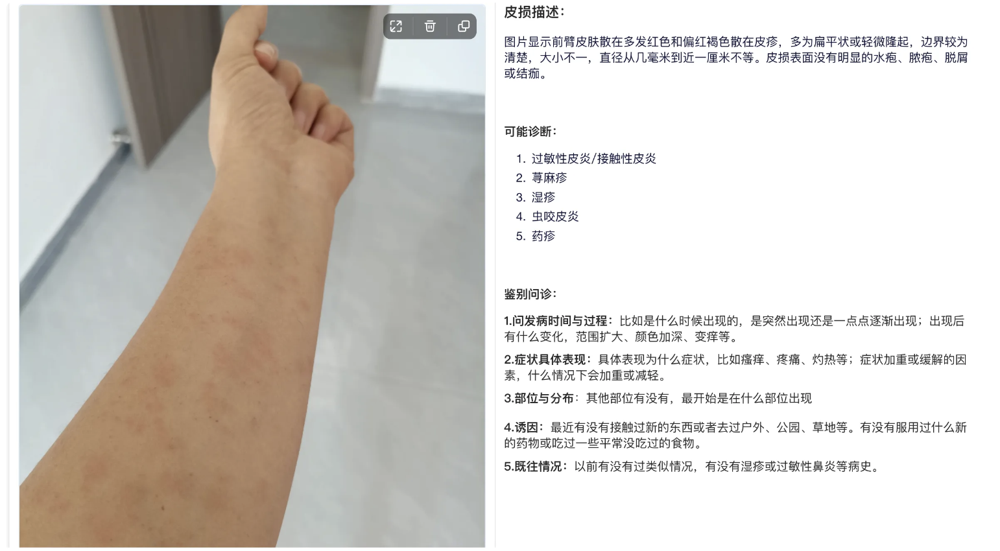 皮损描述：
图片显示前臂皮肤散在多发红色和偏红褐色散在皮疹，多为扁平状或轻微隆起，边界较为
清楚，大小不一，直径从几毫米到近一厘米不等。皮损表面没有明显的水疱、脓疱、脱屑
或结痂。
可能诊断：
1. 过敏性皮炎/接触性皮炎
2. 荨麻疹
3. 湿疹
4. 虫咬皮炎
5. 药疹
鉴别问诊：
1.问发病时间与过程：比如是什么时候出现的，是突然出现还是一点点逐渐出现；出现后
有什么变化，范围扩大、颜色加深、变痒等。
2.症状具体表现：具体表现为什么症状，比如瘙痒、疼痛、灼热等；症状加重或缓解的因
素，什么情况下会加重或减轻。
3.部位与分布：其他部位有没有，最开始是在什么部位出现
4.诱因：最近有没有接触过新的东西或者去过户外、公园、草地等。有没有服用过什么新
的药物或吃过一些平常没吃过的食物。
5.既往情况：以前有没有过类似情况，有没有湿疹或过敏性鼻炎等病史。